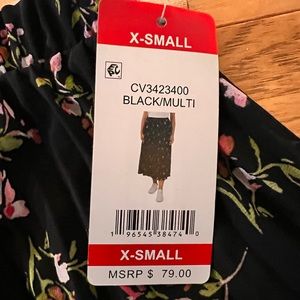 X-SMALL
CV3423400
BLACK/MULTI
1 96545 38474 0
X-SMALL
MSRP $ 79.00